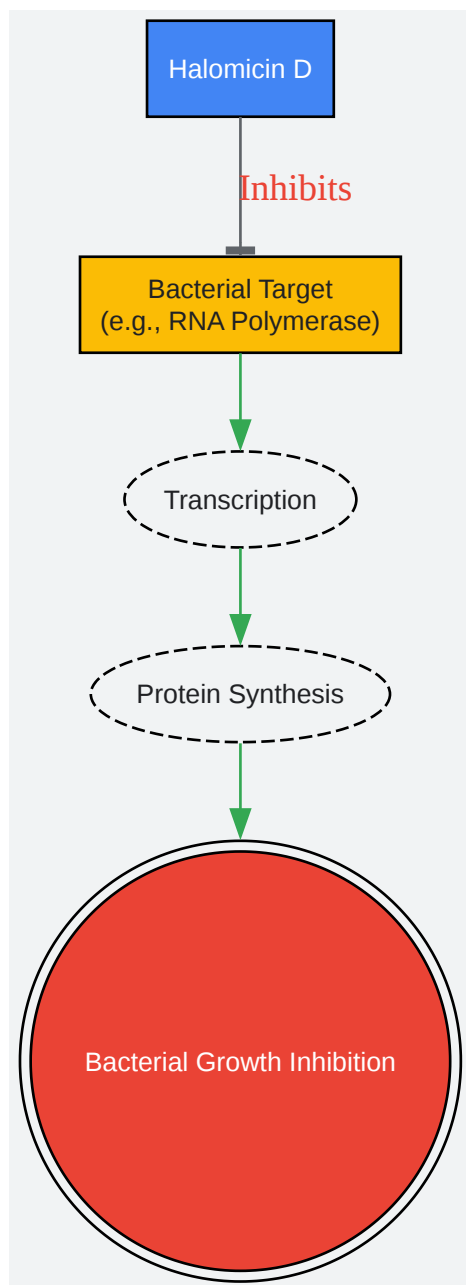 Halomicin D
Inhibits
Bacterial Target
(e.g., RNA Polymerase)
Transcription
Protein Synthesis
Bacterial Growth Inhibition